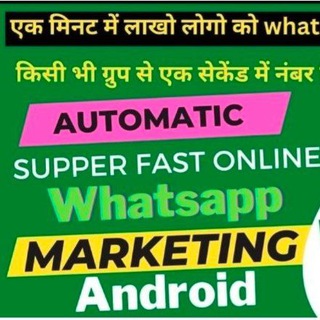 एक मिनट में लाखो लोगो को what
किसी भी ग्रुप से एक सेकेंड में नंबर
AUTOMATIC
SUPPER FAST ONLINE
Whatsapp
MARKETING
Android